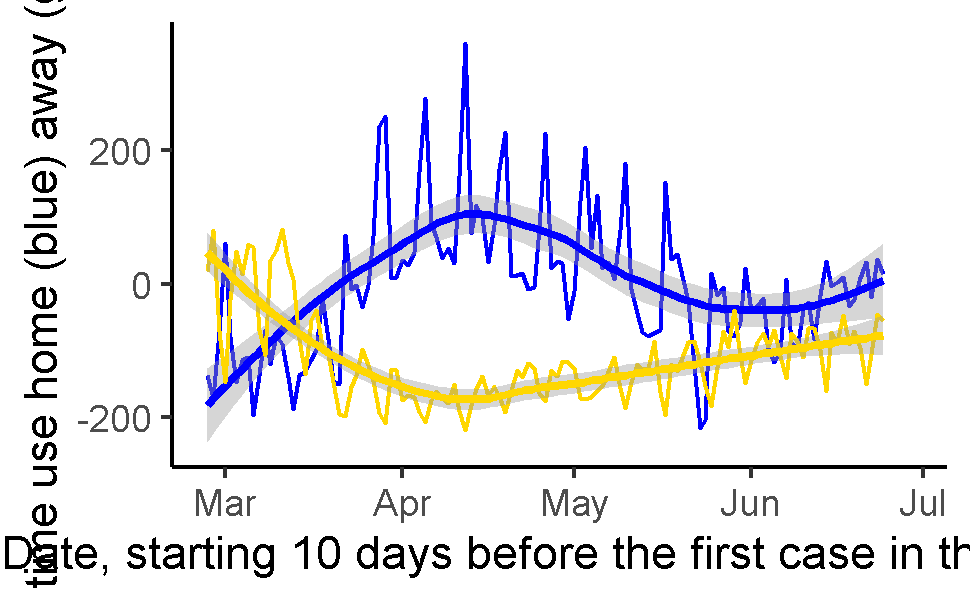 time use home (blue) away (
200
0
-200
Mar Apr May Jun Jul
Date, starting 10 days before the first case in th